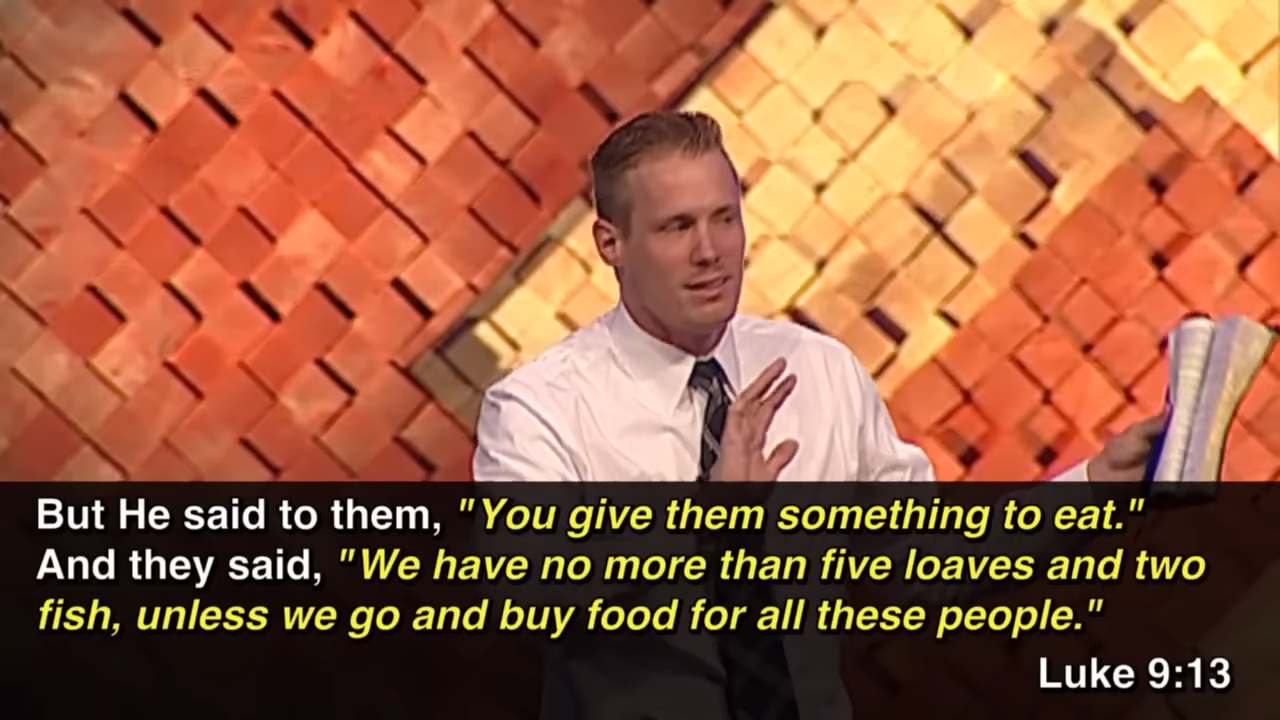 But He said to them, "You give them something to eat."
And they said, "We have no more than five loaves and two
fish, unless we go and buy food for all these people."
Luke 9:13